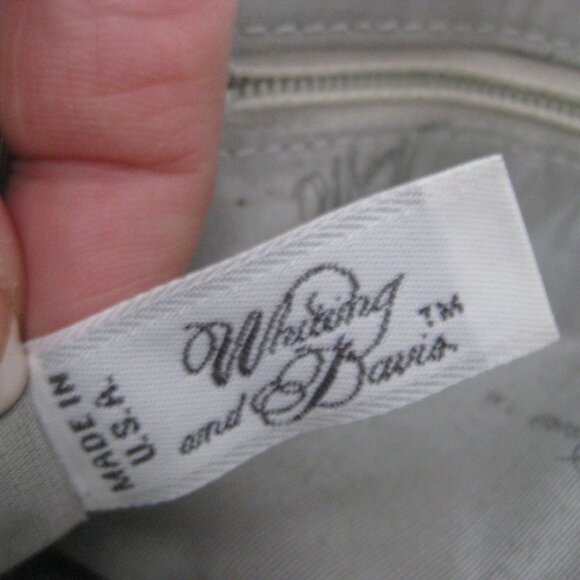 Whiting
and Davis ™
MADE IN
U.S.A.